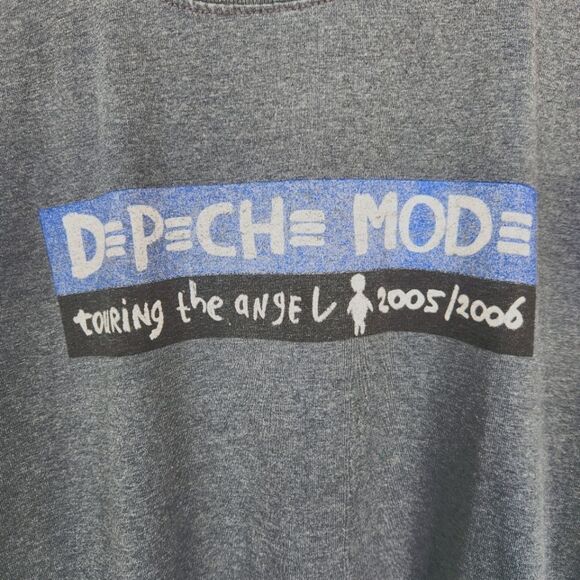 DEPECHE MODE
touring the angel 2005/2006